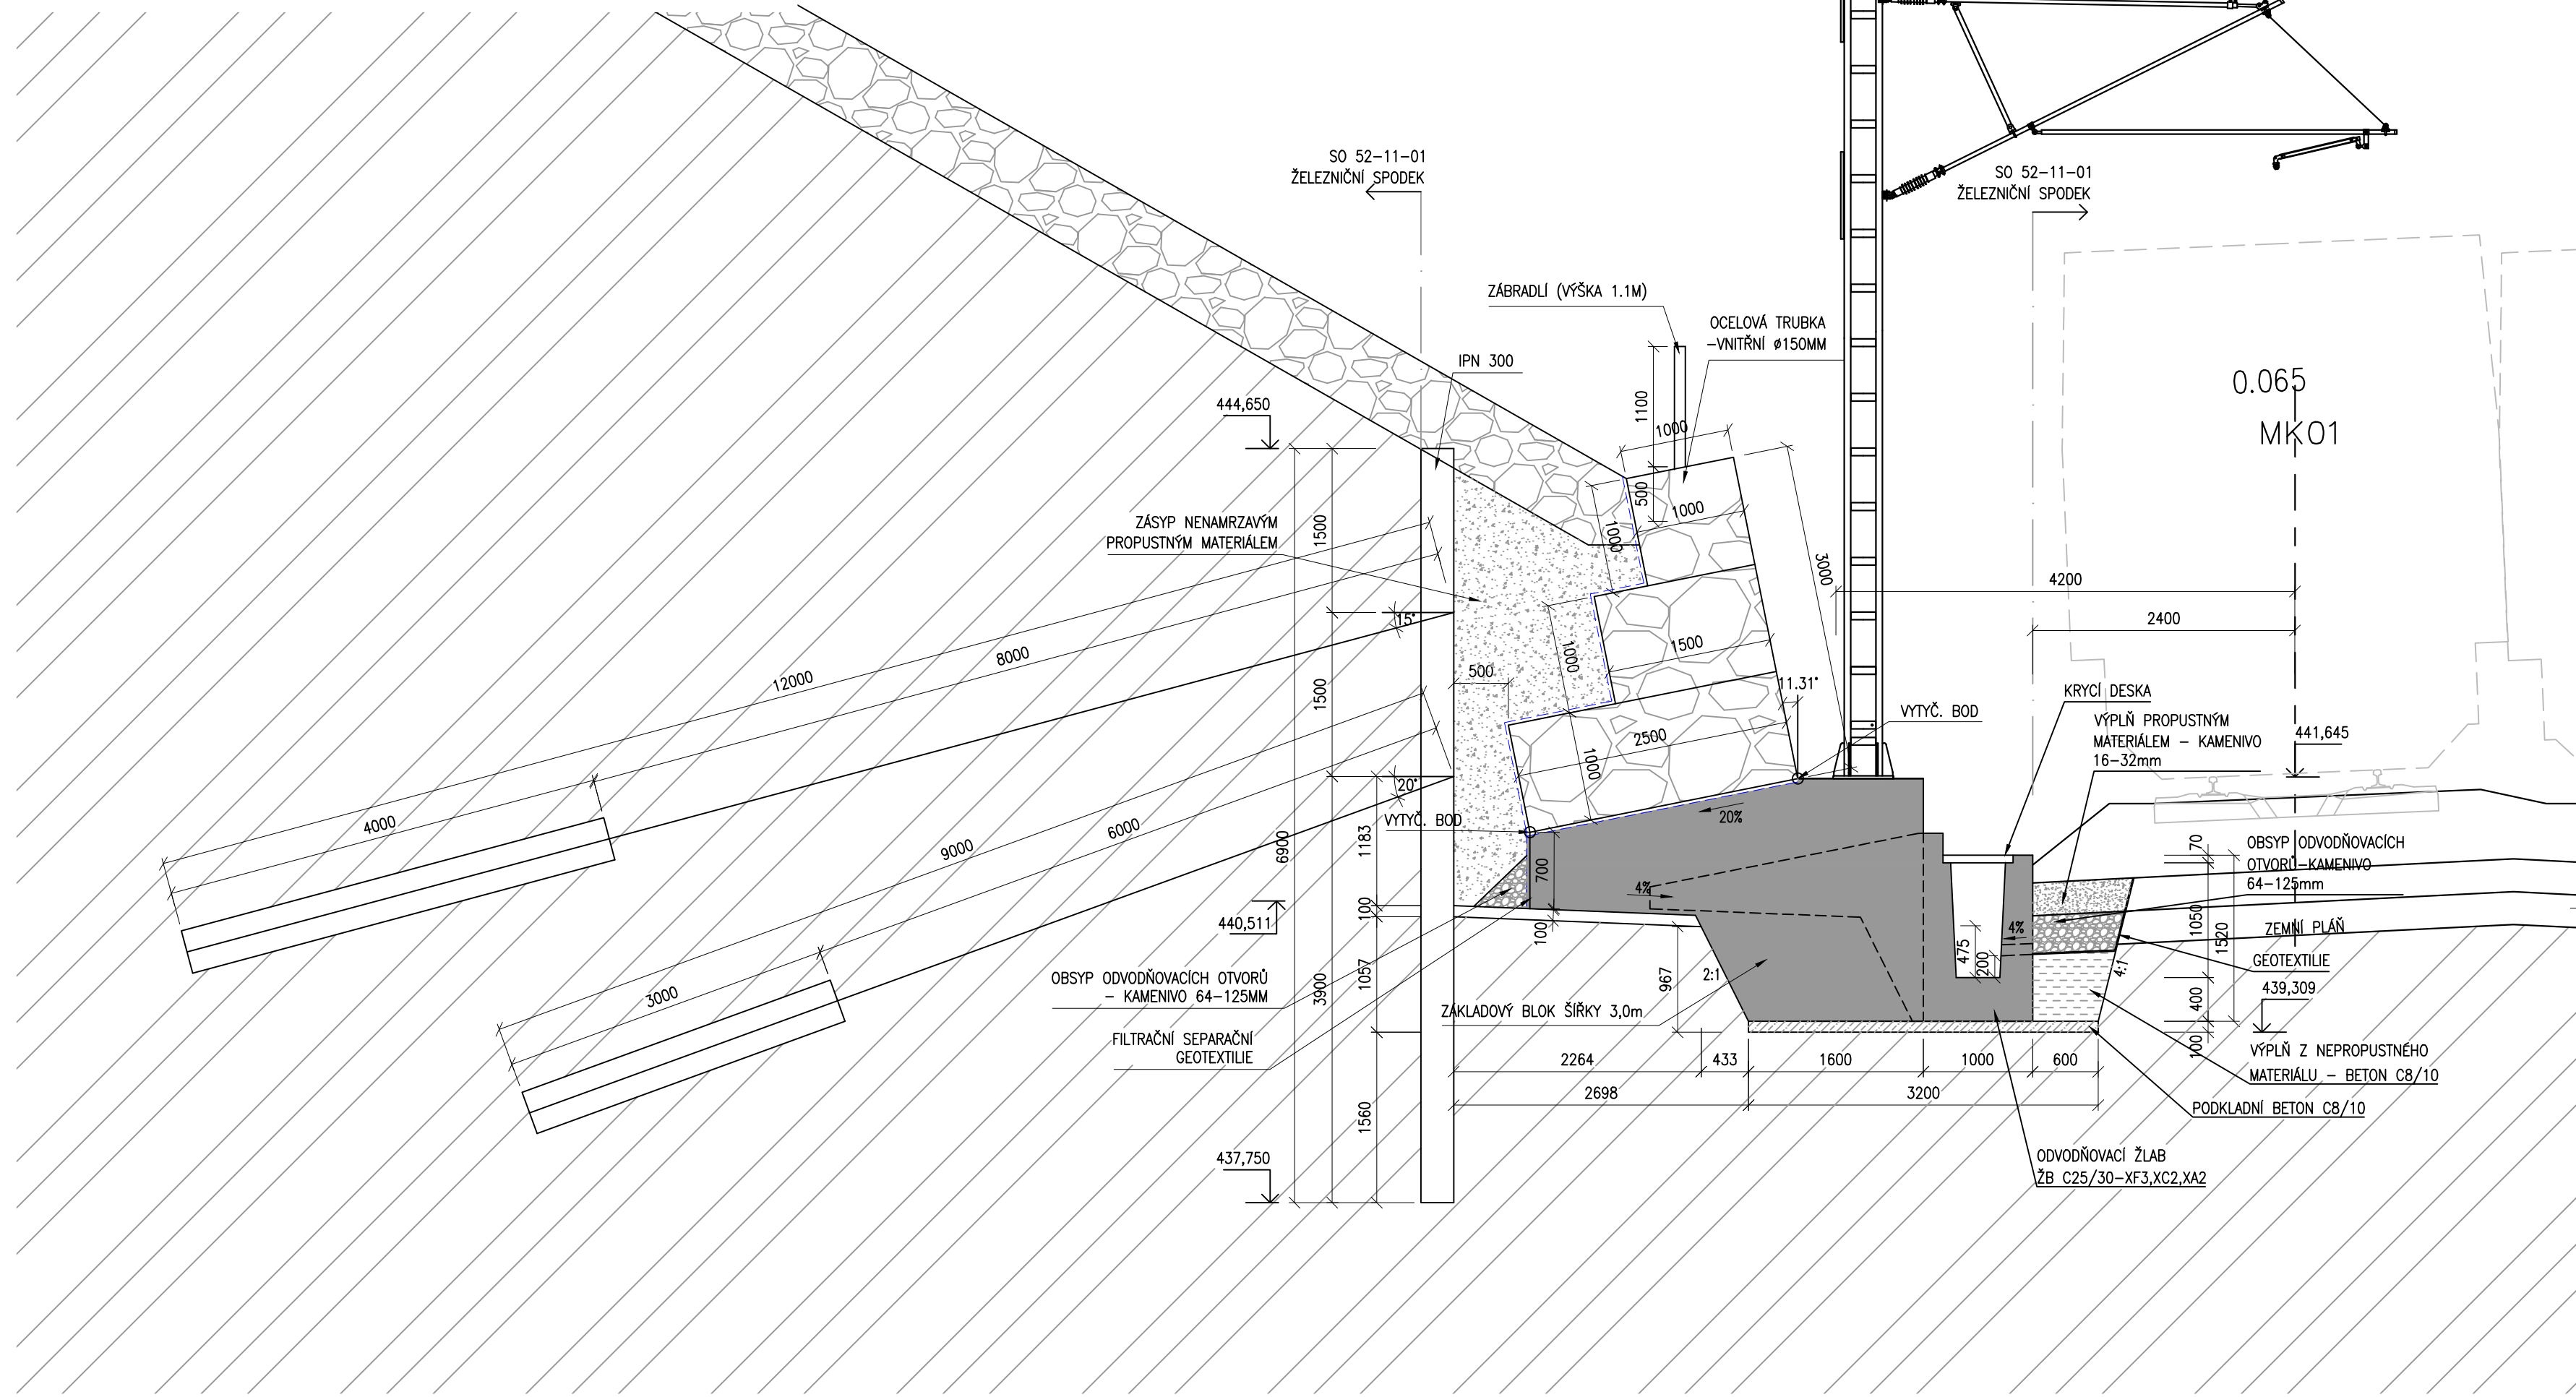 SO 52-11-01
ŽELEZNIČNÍ SPODEK
SO 52-11-01
ŽELEZNIČNÍ SPODEK
ZÁBRADLÍ (VÝŠKA 1.1M)
OCELOVÁ TRUBKA
-VNITŘNÍ ø150MM
IPN 300
0.065
MK01
444,650
1100
1000
500
1000
1000
3000
ZÁSYP NENAMRZAVÝM
PROPUSTNÝM MATERIÁLEM
1500
15°
4200
2400
12000
8000
1500
500
1000
1500
11.31°
VYTYČ. BOD
KRYCÍ DESKA
VÝPLŇ PROPUSTNÝM
MATERIÁLEM - KAMENIVO
16-32mm
441,645
2500
1000
20°
20%
VYTYČ. BOD
4000
6000
9000
6900
1183
700
4%
70
OBSYP ODVODŇOVACÍCH
OTVORŮ-KAMENIVO
64-125mm
100
440,511
100
475
200
4%
1050
1520
ZEMNÍ PLÁŇ
GEOTEXTILIE
4:1
3000
OBSYP ODVODŇOVACÍCH OTVORŮ
- KAMENIVO 64-125MM
3900
1057
967
2:1
ZÁKLADOVÝ BLOK ŠÍŘKY 3,0m
400
439,309
100
FILTRAČNÍ SEPARAČNÍ
GEOTEXTILIE
2264
433
1600
1000
600
2698
3200
VÝPLŇ Z NEPROPUSTNÉHO
MATERIÁLU - BETON C8/10
PODKLADNÍ BETON C8/10
1560
437,750
ODVODŇOVACÍ ŽLAB
ŽB C25/30-XF3,XC2,XA2